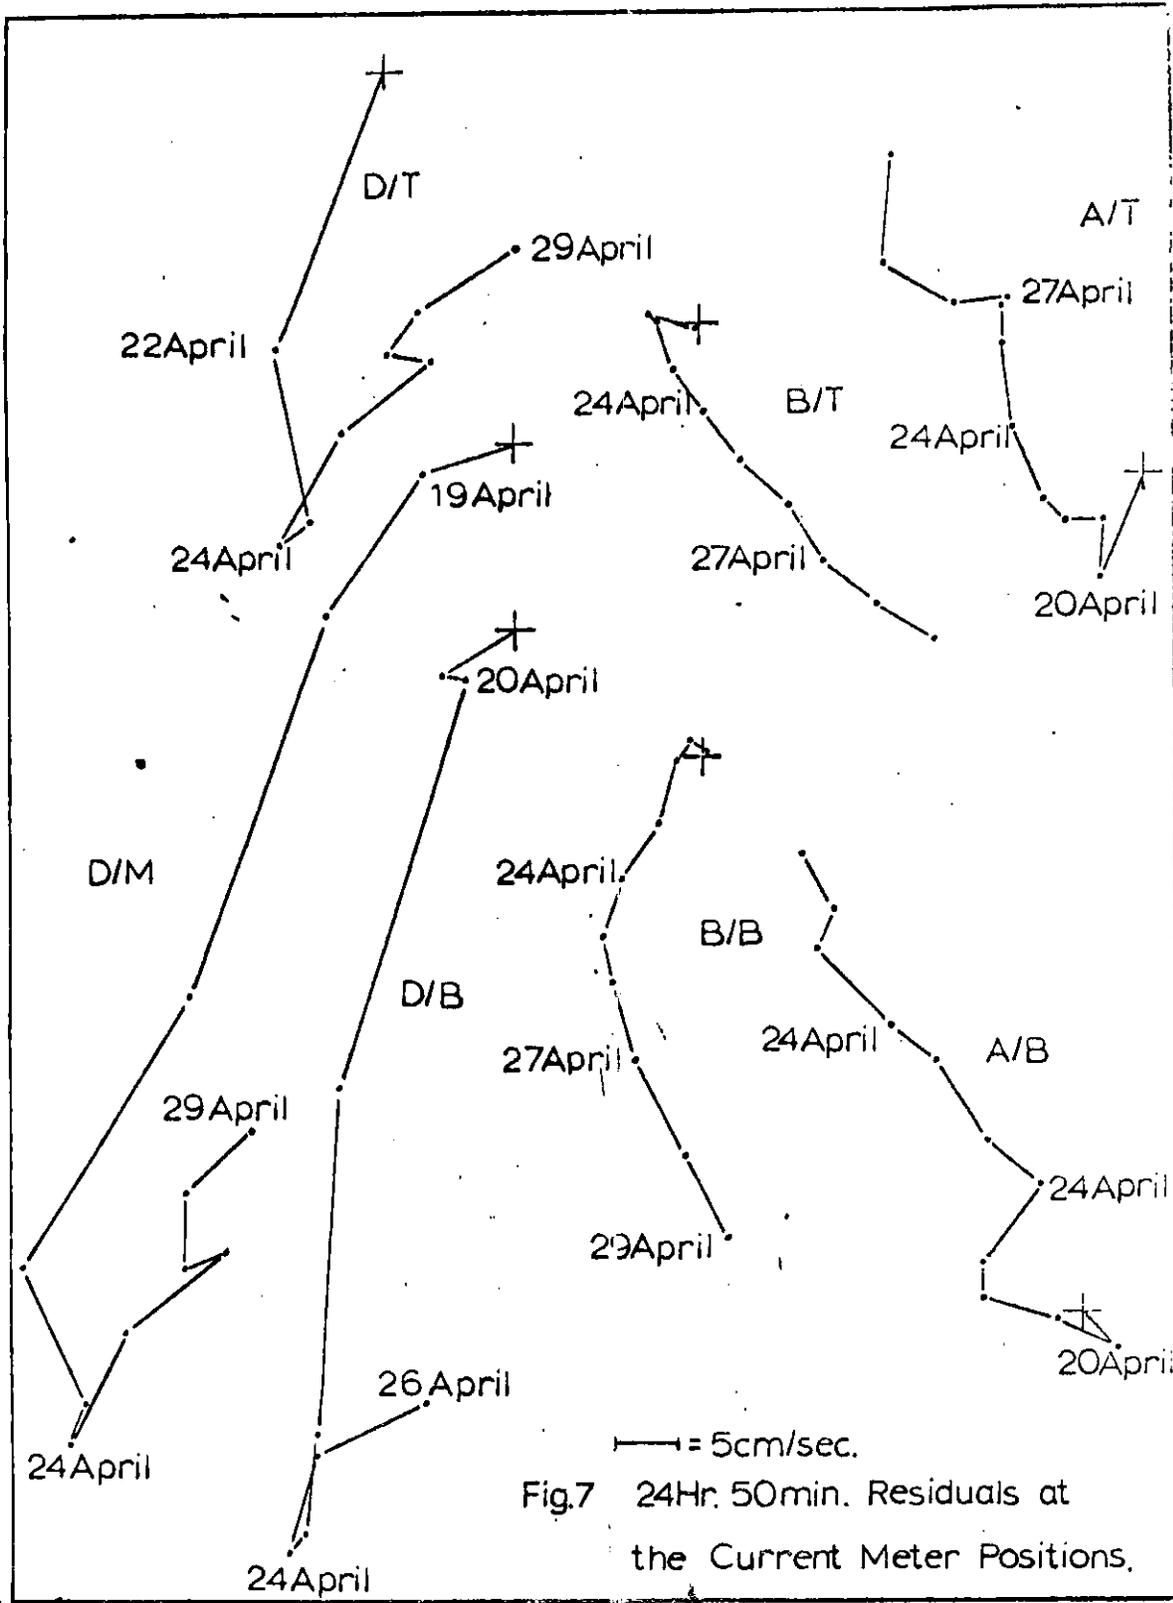 D/T
A/T
29April
27April
22April
B/T
24April
24April
19April
24April
27April
20April
20April
D/M
24April
B/B
D/B
24April
A/B
27April
29April
24April
29April
20April
26April
= 5cm/sec.
24April
Fig.7 24Hr. 50min. Residuals at
the Current Meter Positions.
24April